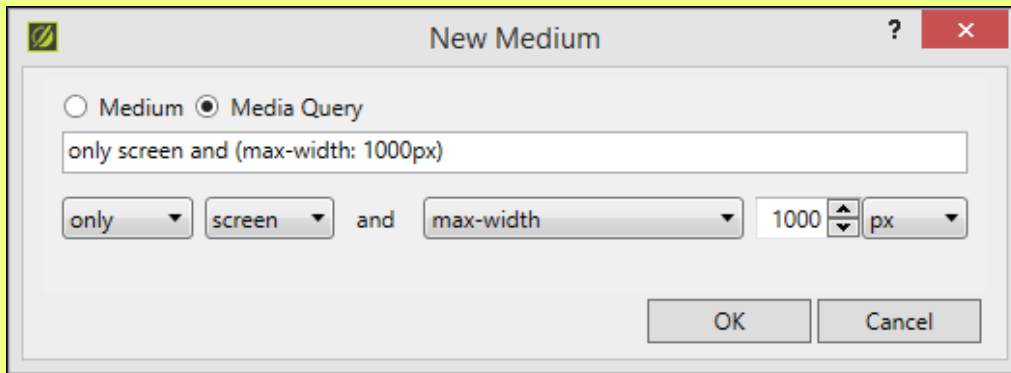 New Medium
?
×
Medium Media Query
only screen and (max-width: 1000px)
only screen and max-width 1000 px
OK Cancel